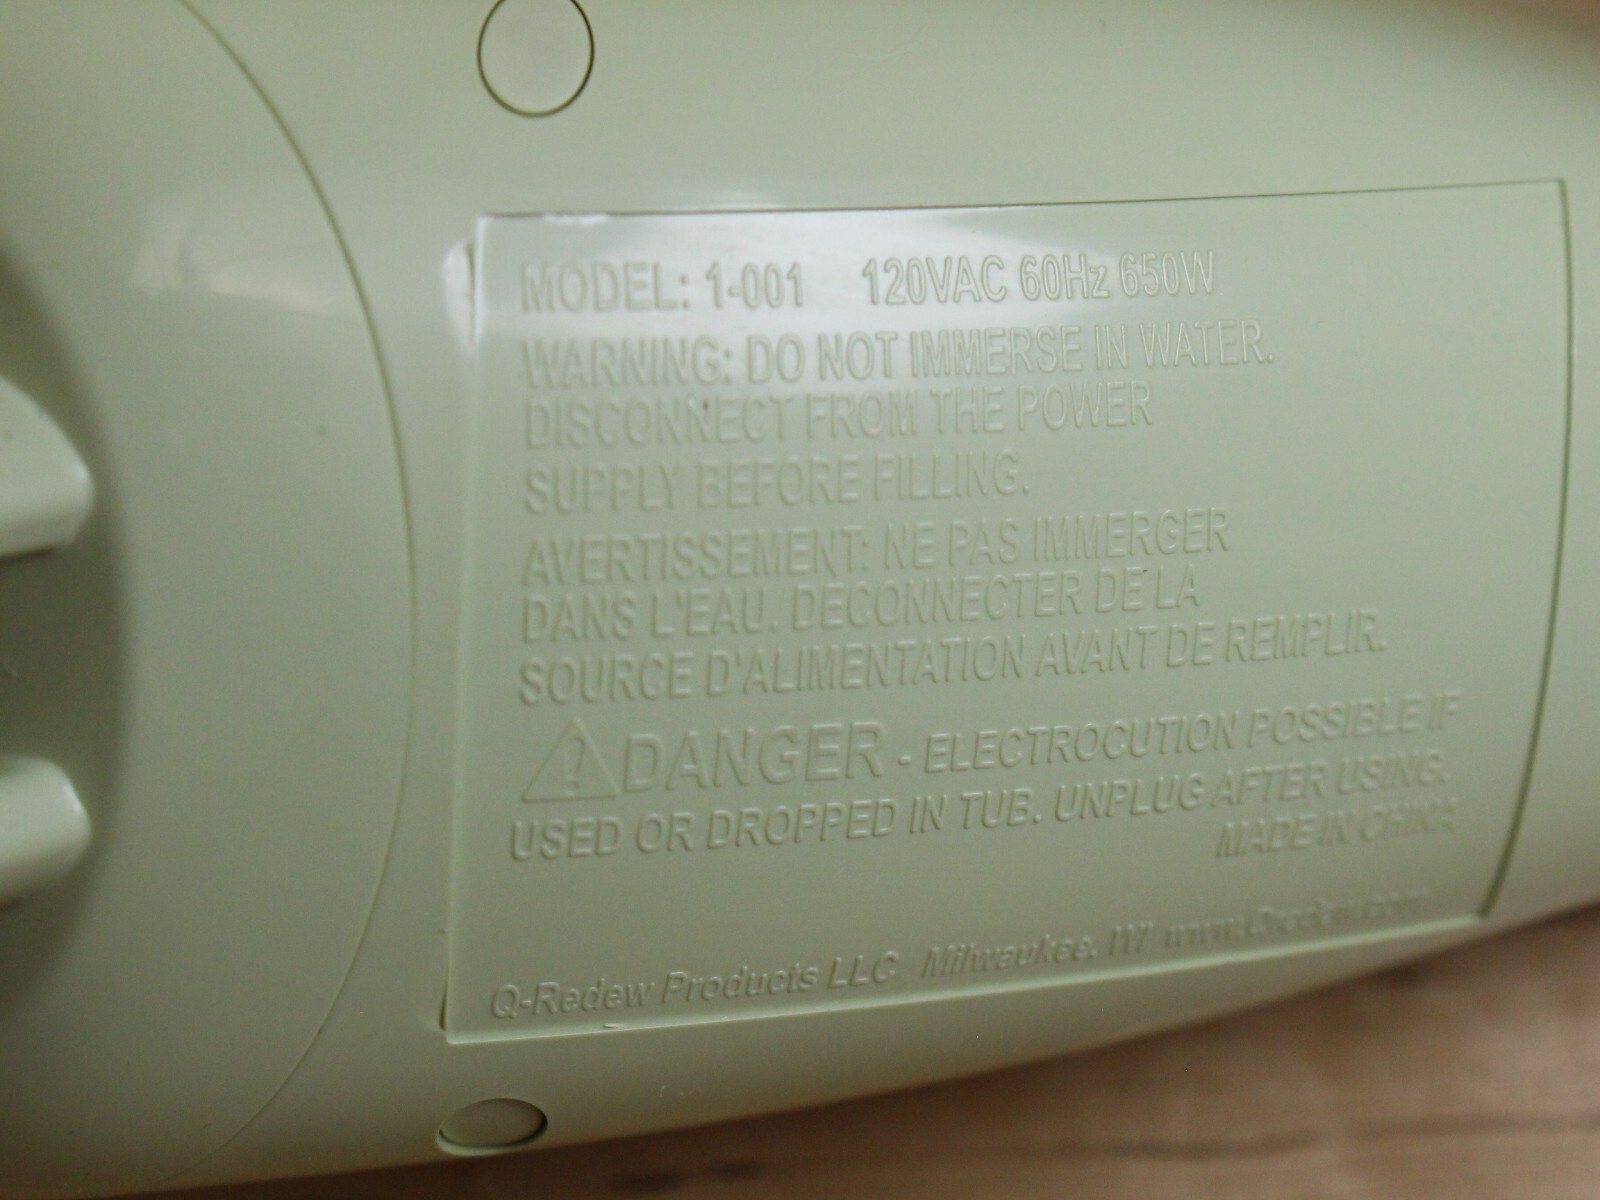 MODEL: 1-001 120VAC 60Hz 650W
WARNING: DO NOT IMMERSE IN WATER.
DISCONNECT FROM THE POWER
SUPPLY BEFORE FILLING.
AVERTISSEMENT: NE PAS IMMERGER
DANS L'EAU. DECONNECTER DE LA
SOURCE D'ALIMENTATION AVANT DE REMPLIR.
DANGER - ELECTROCUTION POSSIBLE IF
USED OR DROPPED IN TUB. UNPLUG AFTER USING.
MADE IN CHINA
Q-Redew Products LLC Milwaukee, WI